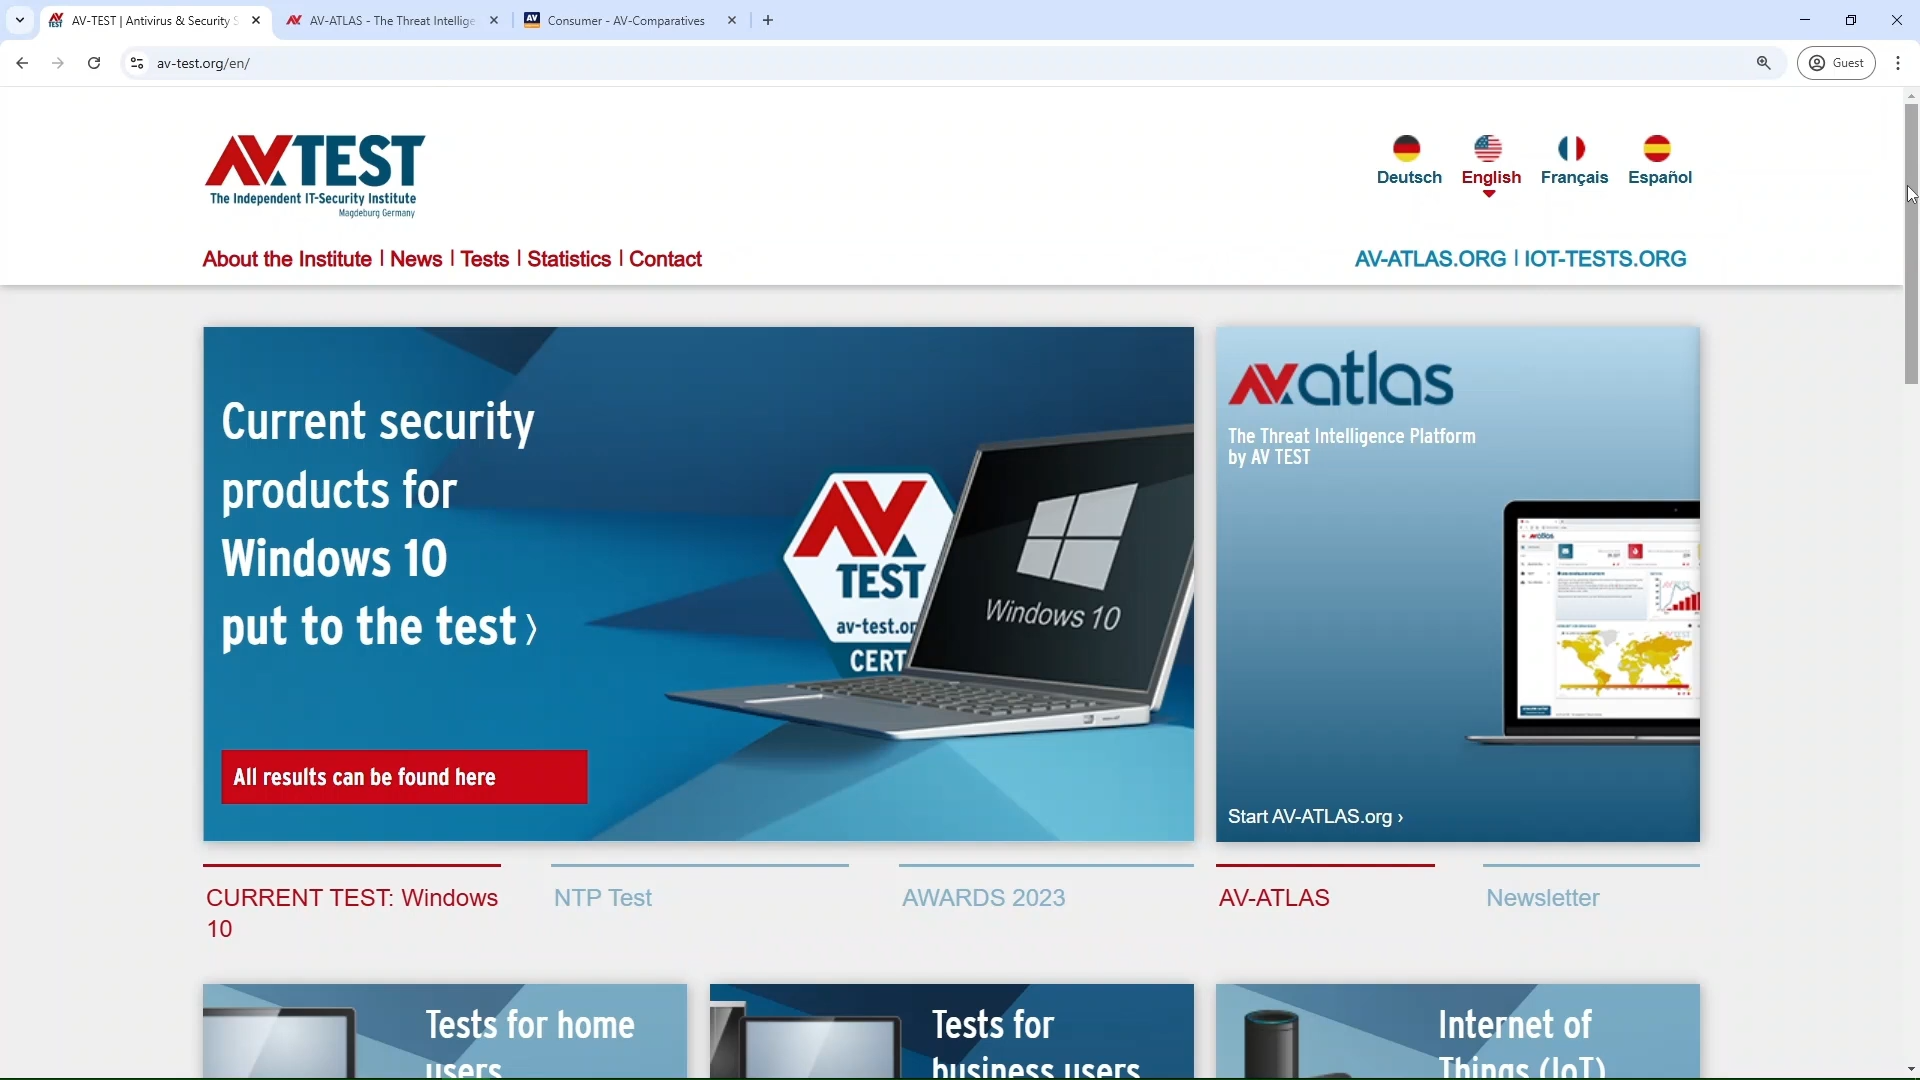 AV-TEST | Antivirus & Security S
AV-ATLAS - The Threat Intellige
Consumer - AV-Comparatives
av-test.org/en/
Guest
AVTEST
The Independent IT-Security Institute
Magdeburg Germany
Deutsch
English
Français
Español
About the Institute | News | Tests | Statistics | Contact
AV-ATLAS.ORG | IOT-TESTS.ORG
Current security
products for
Windows 10
put to the test ›
All results can be found here
AV
TEST
av-test.or
CERT
Windows 10
AVatlas
The Threat Intelligence Platform
by AV TEST
Start AV-ATLAS.org ›
CURRENT TEST: Windows
10
NTP Test
AWARDS 2023
AV-ATLAS
Newsletter
Tests for home
users
Tests for
business users
Internet of
Things (IoT)